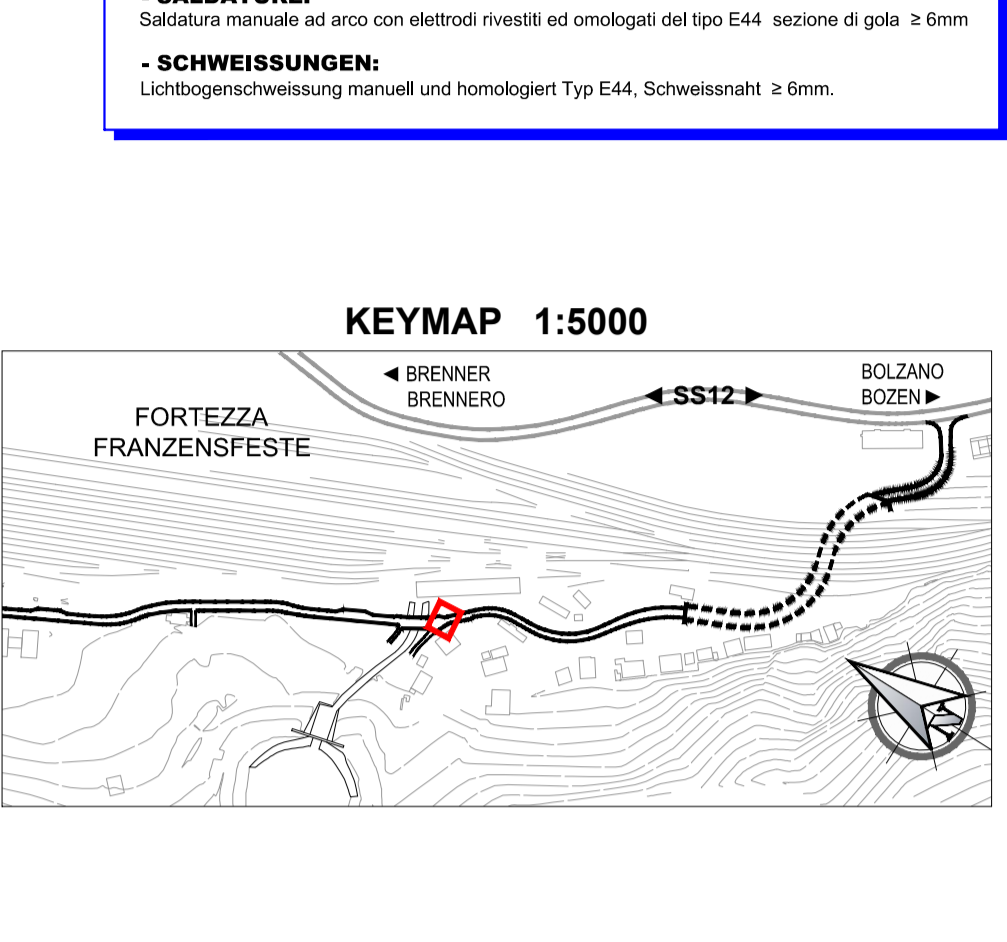 - SALDATURE:
Saldatura manuale ad arco con elettrodi rivestiti ed omologati del tipo E44 sezione di gola ≥ 6mm
- SCHWEISSUNGEN:
Lichtbogenschweissung manuell und homologiert Typ E44, Schweissnaht ≥ 6mm.
KEYMAP 1:5000
◄ BRENNER
BRENNERO
◄ SS12 ►
BOLZANO
BOZEN ►
FORTEZZA
FRANZENSFESTE
N